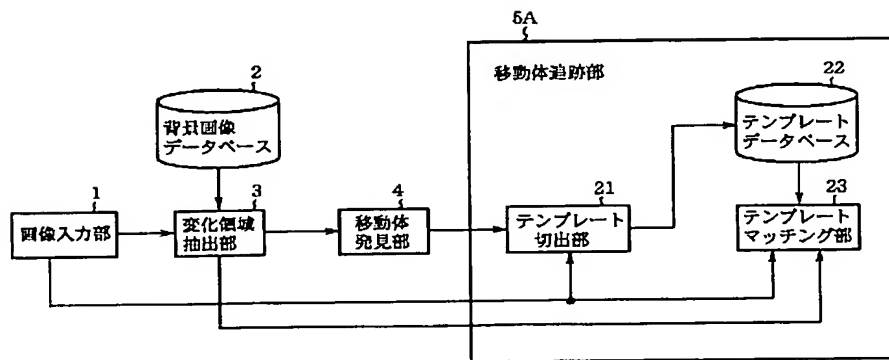 5A
移動体追跡部
2
背景画像
データベース
22
テンプレート
データベース
1
画像入力部
3
変化領域
抽出部
4
移動体
発見部
21
テンプレート
切出部
23
テンプレート
マッチング部